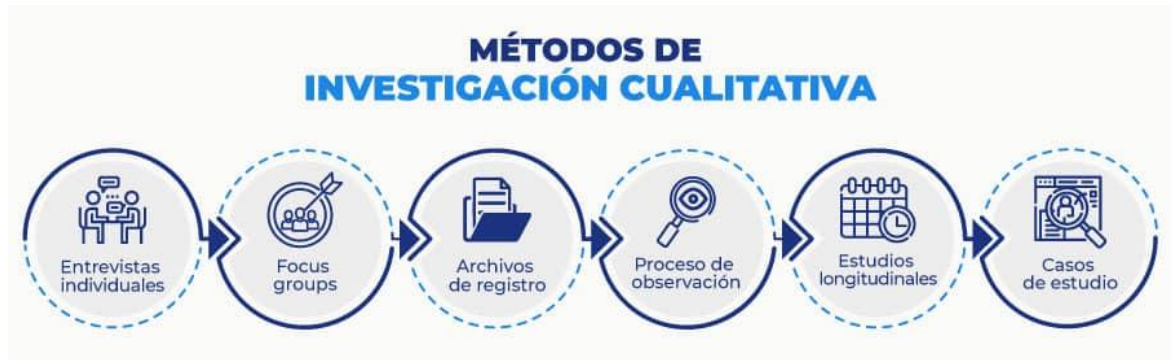 MÉTODOS DE
INVESTIGACIÓN CUALITATIVA
Entrevistas
individuales
Focus
groups
Archivos
de registro
Proceso de
observación
Estudios
longitudinales
Casos
de estudio